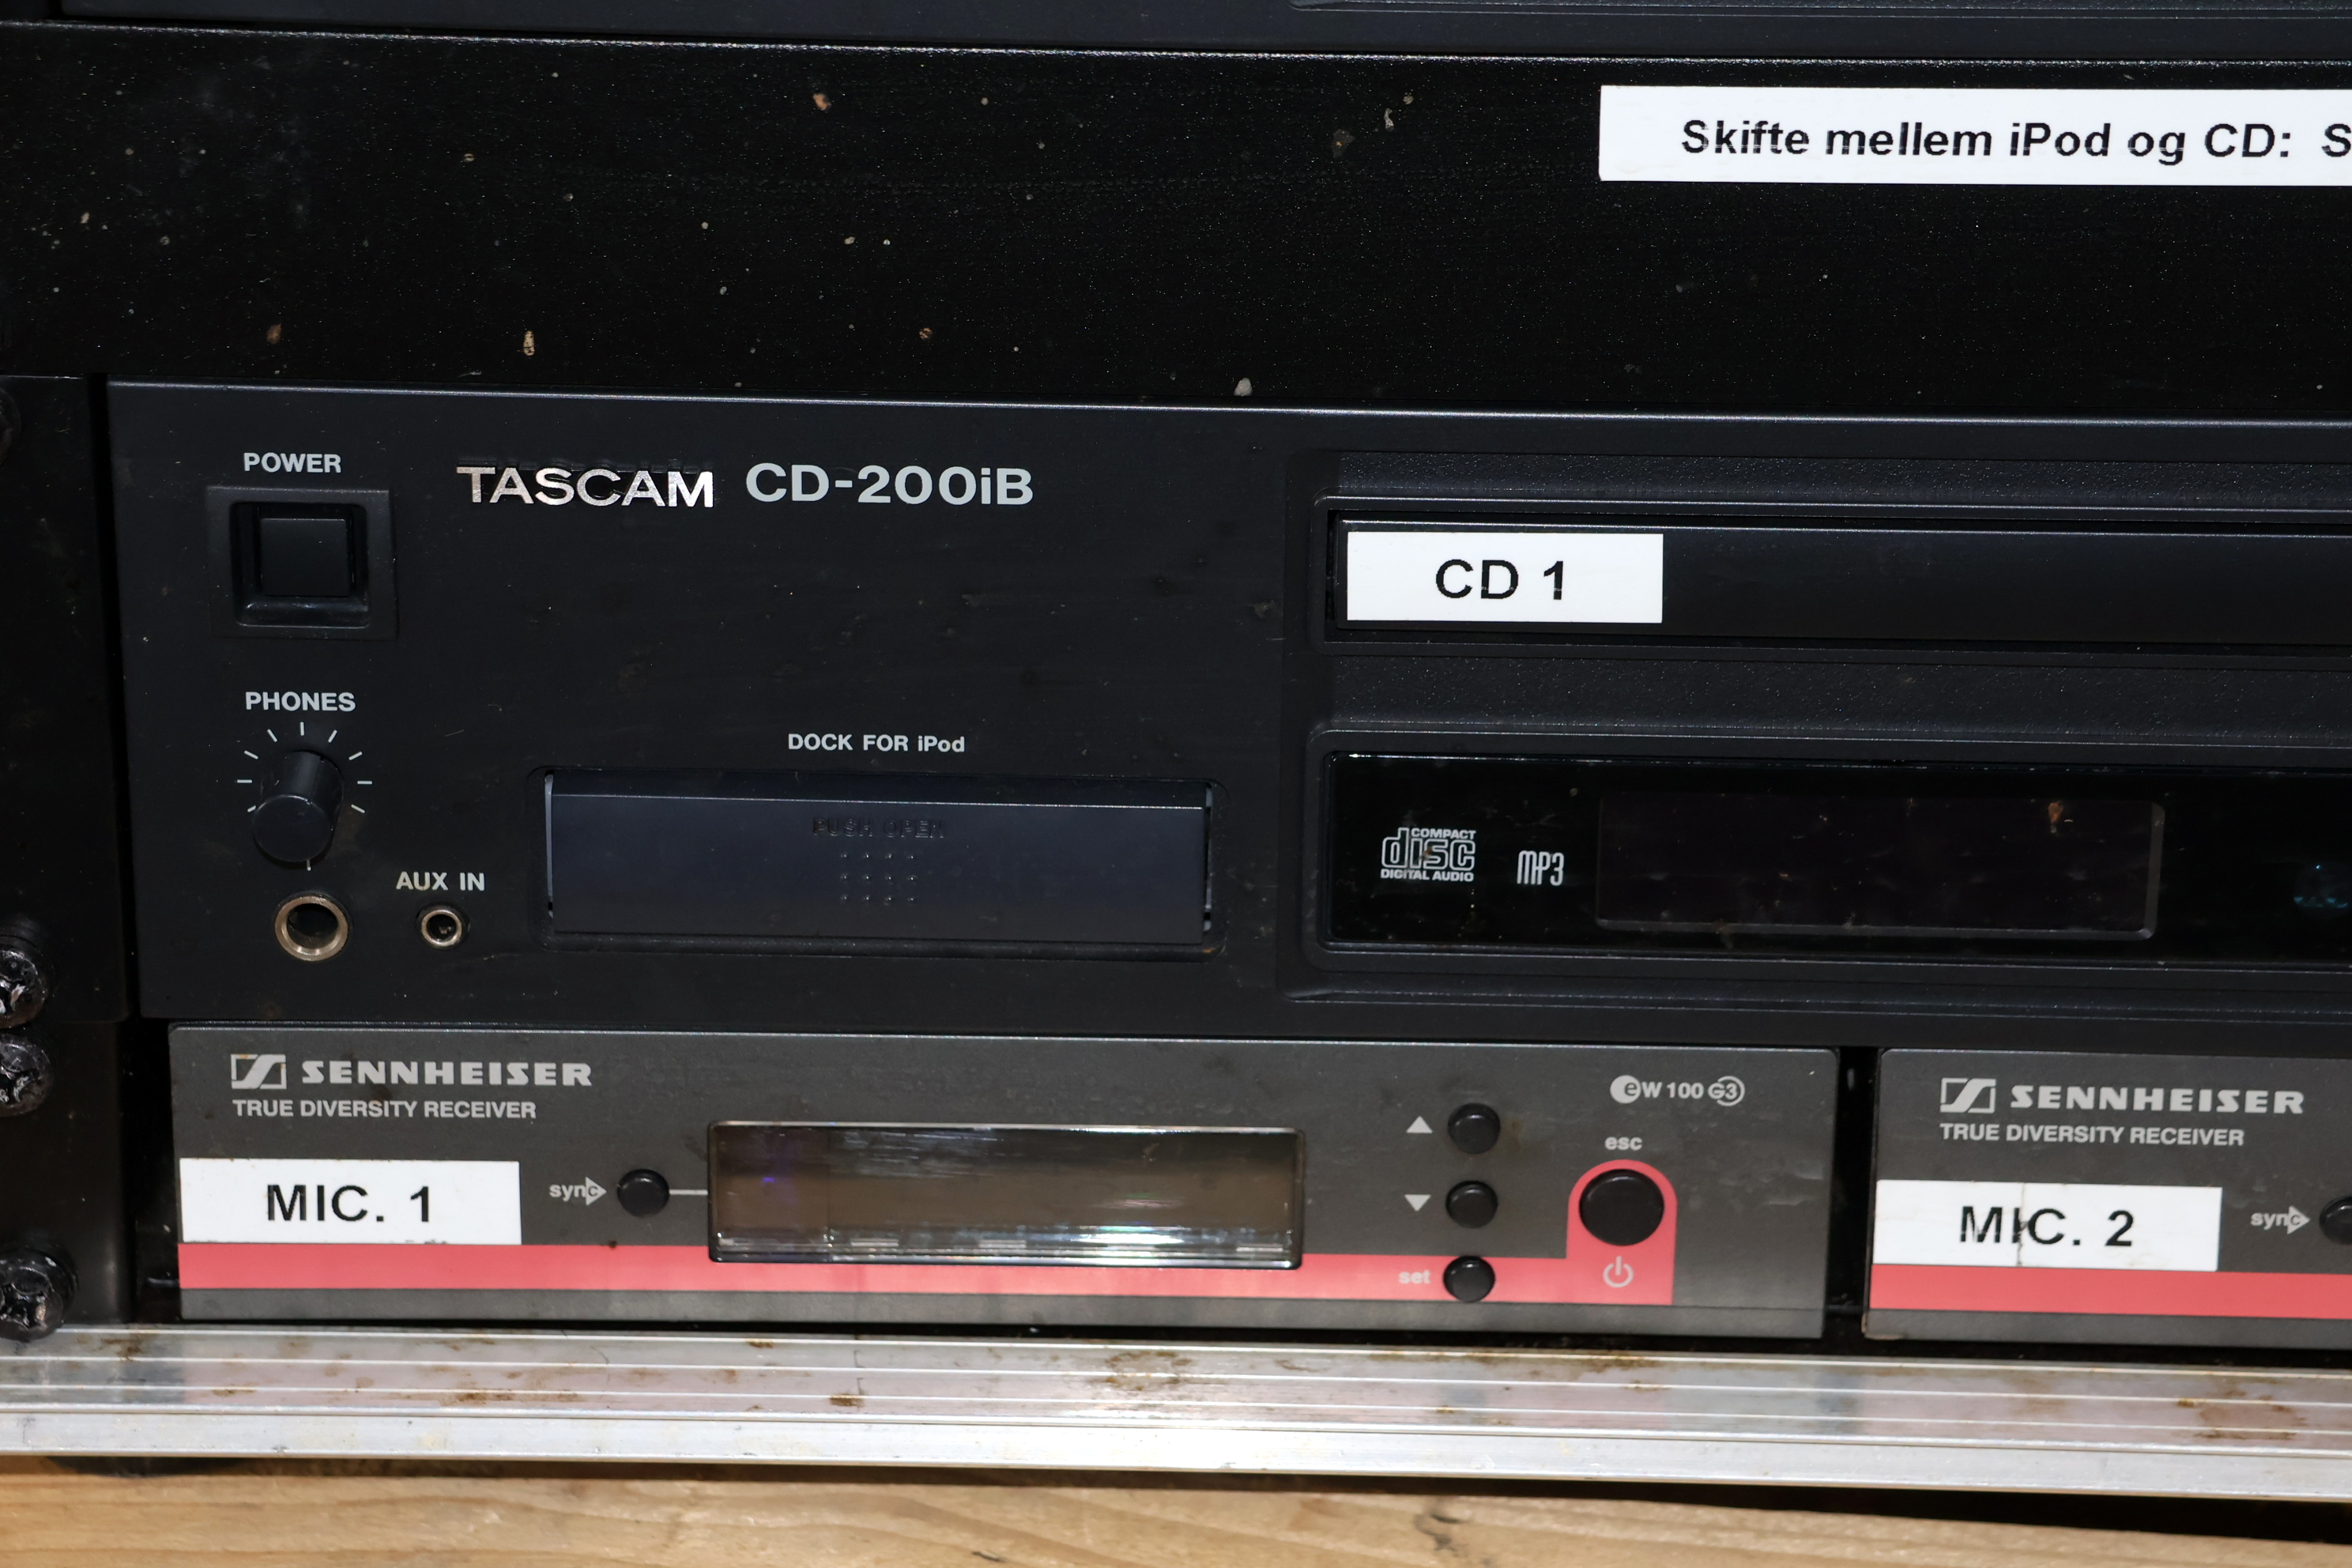 Skifte mellem iPod og CD:
POWER
TASCAM CD-200iB
CD 1
PHONES
DOCK FOR iPod
PUSH OPEN
AUX IN
COMPACT
disc
DIGITAL AUDIO
MP3
SENNHEISER
TRUE DIVERSITY RECEIVER
ew 100 G3
esc
MIC. 1
sync
set
SENNHEISER
TRUE DIVERSITY RECEIVER
MIC. 2
sync